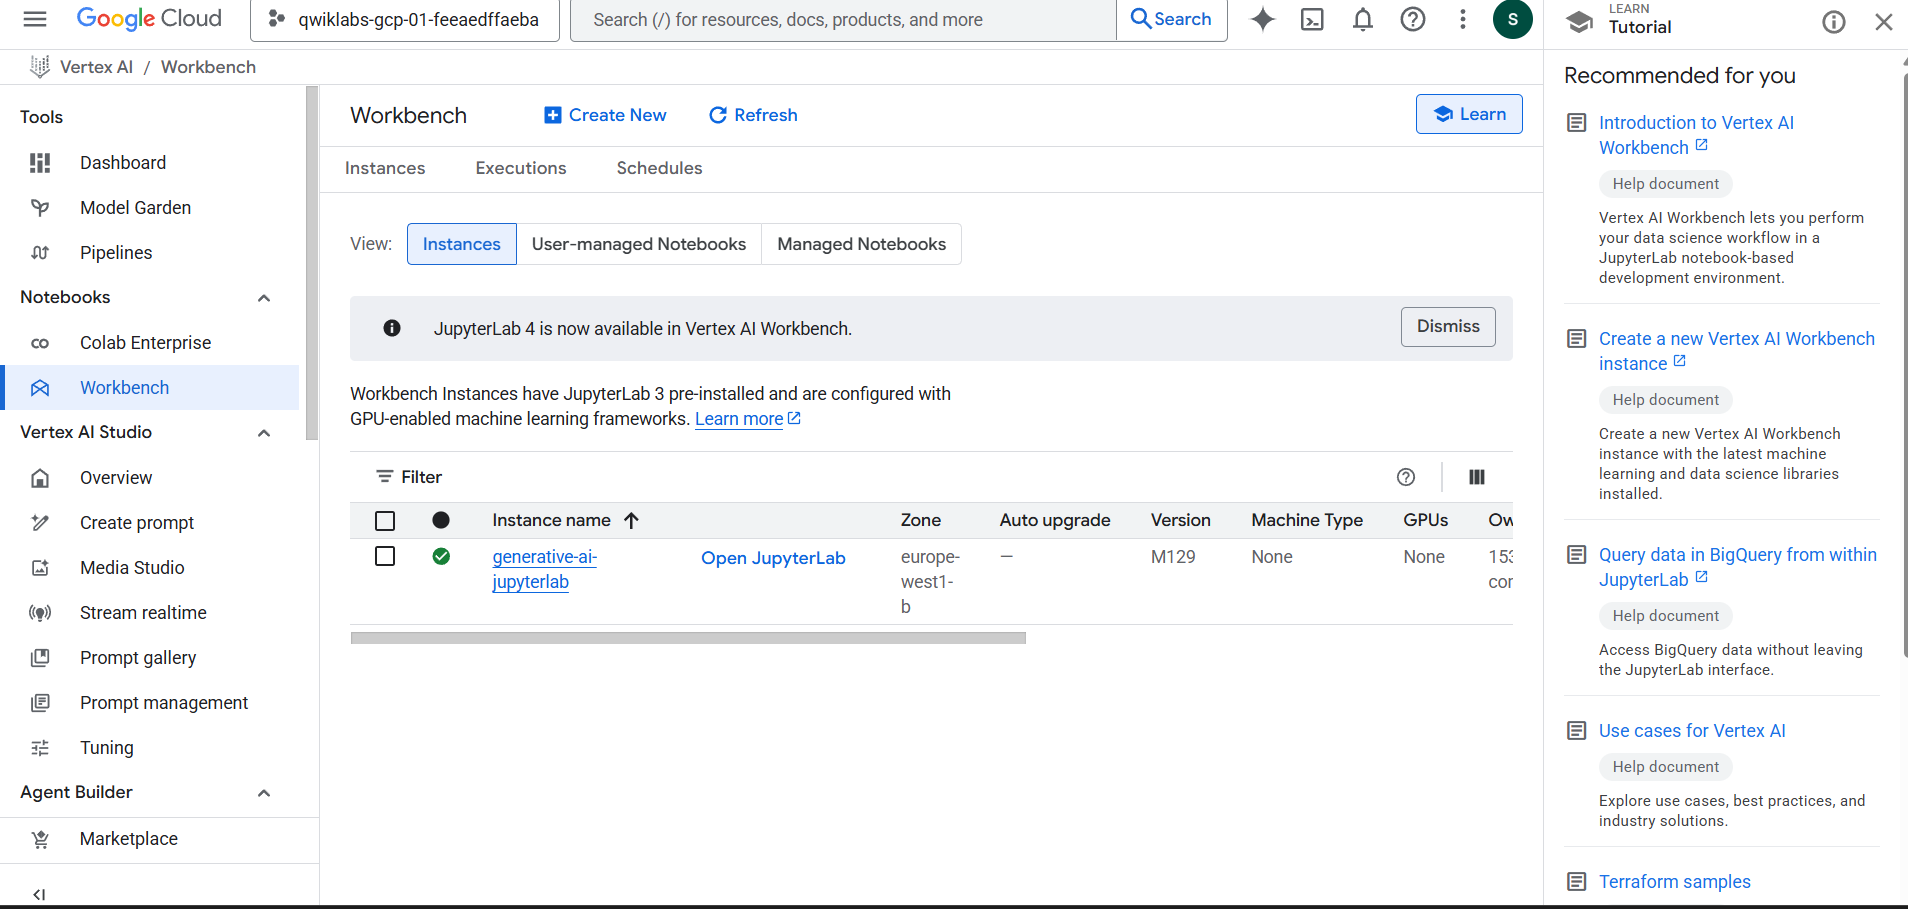 Google Cloud
qwiklabs-gcp-01-feeaedffaeba
Search (/) for resources, docs, products, and more
Search
S
LEARN
Tutorial
Vertex AI / Workbench
Tools
Dashboard
Model Garden
Pipelines
Notebooks
Colab Enterprise
Workbench
Vertex AI Studio
Overview
Create prompt
Media Studio
Stream realtime
Prompt gallery
Prompt management
Tuning
Agent Builder
Marketplace
Workbench
Create New
Refresh
Learn
Instances
Executions
Schedules
View:
Instances
User-managed Notebooks
Managed Notebooks
JupyterLab 4 is now available in Vertex AI Workbench.
Dismiss
Workbench Instances have JupyterLab 3 pre-installed and are configured with
GPU-enabled machine learning frameworks. Learn more
Filter
Instance name
Zone
Auto upgrade
Version
Machine Type
GPUs
Ow
generative-ai-
jupyterlab
Open JupyterLab
europe-
west1-
b
—
M129
None
None
153
cor
Recommended for you
Introduction to Vertex AI
Workbench
Help document
Vertex AI Workbench lets you perform
your data science workflow in a
JupyterLab notebook-based
development environment.
Create a new Vertex AI Workbench
instance
Help document
Create a new Vertex AI Workbench
instance with the latest machine
learning and data science libraries
installed.
Query data in BigQuery from within
JupyterLab
Help document
Access BigQuery data without leaving
the JupyterLab interface.
Use cases for Vertex AI
Help document
Explore use cases, best practices, and
industry solutions.
Terraform samples